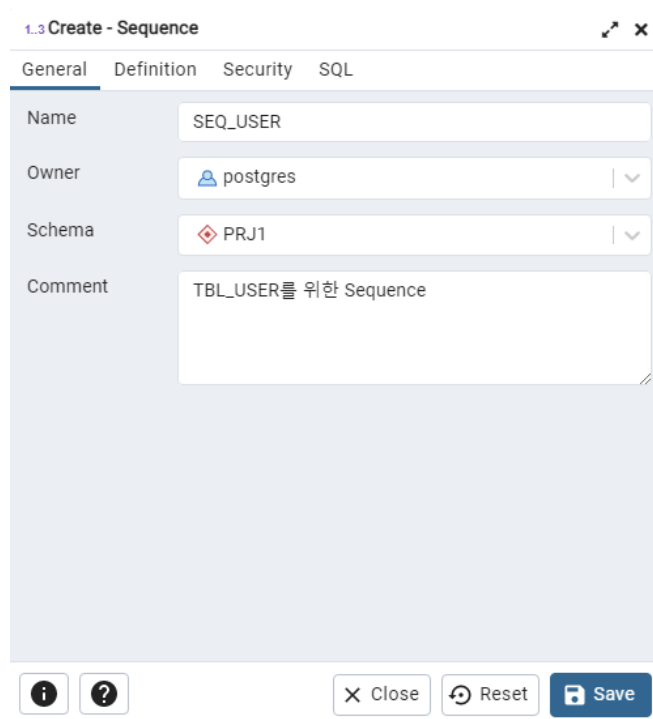 1..3 Create - Sequence
General Definition Security SQL
Name SEQ_USER
Owner postgres
Schema PRJ1
Comment TBL_USER를 위한 Sequence
Close Reset Save